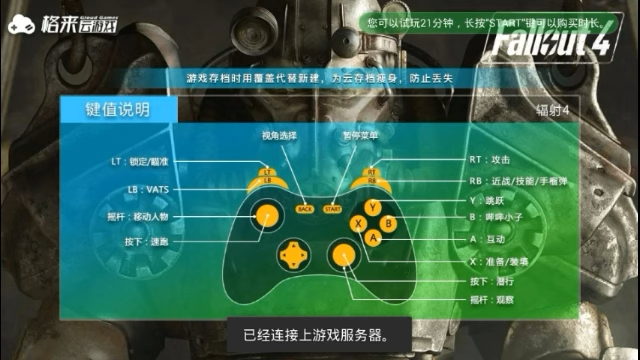 格来云游戏
Gloud Games
您可以试玩21分钟，长按“START”键可以购买时长。
Fallout 4
游戏存档时用覆盖代替新建，为云存档瘦身，防止丢失
键值说明
辐射4
视角选择
暂停菜单
LT：锁定/瞄准
LT
RT
RT：攻击
LB
RB
RB：近战/技能/手榴弹
LB：VATS
Y：跳跃
摇杆：移动人物
BACK
START
Y
B：哔哔小子
X
B
按下：速跑
A
A：互动
X：准备/装填
按下：潜行
摇杆：观察
已经连接上游戏服务器。